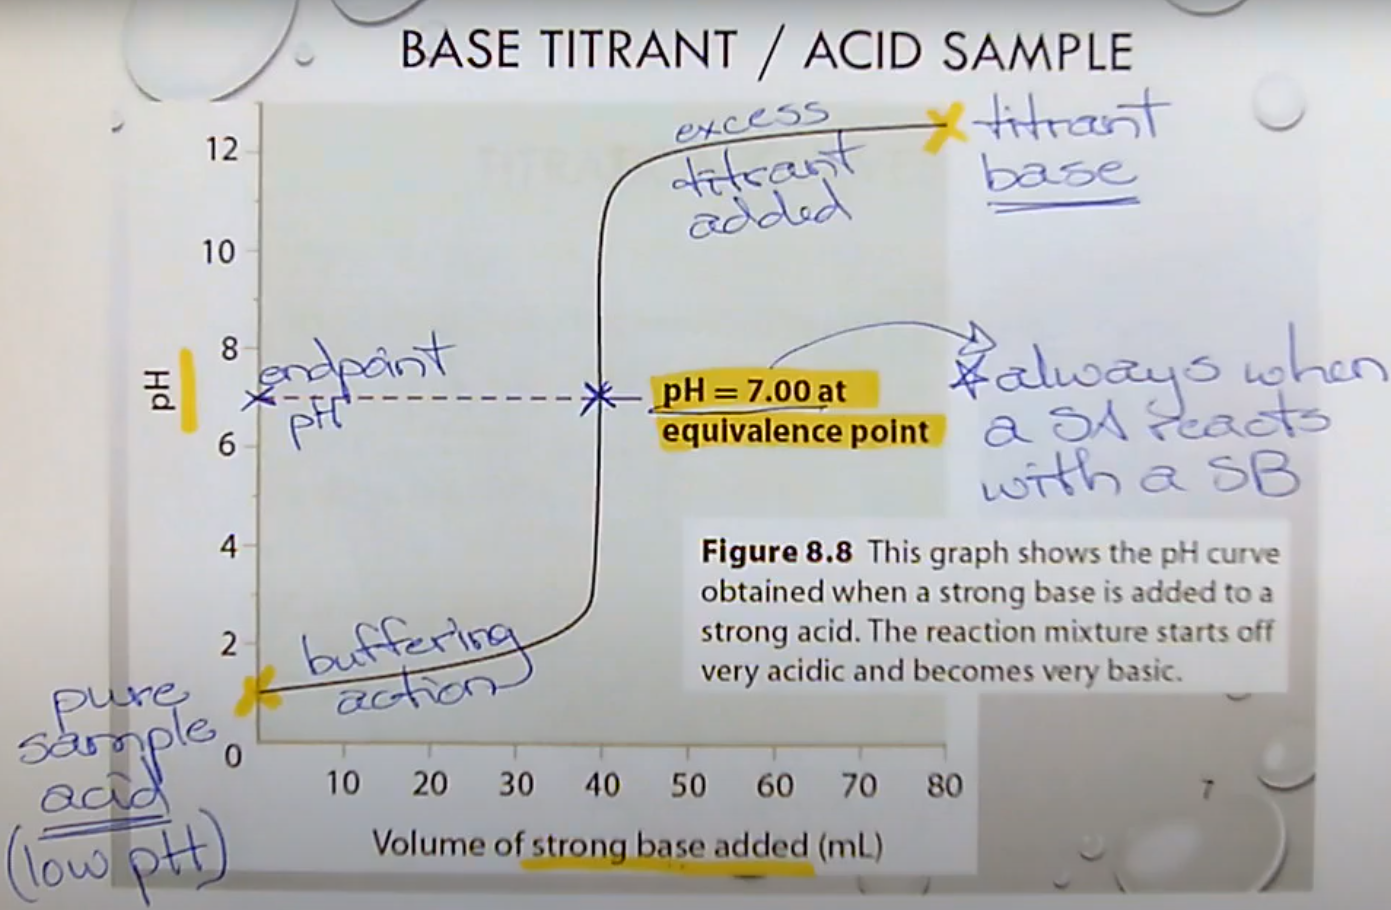 BASE TITRANT / ACID SAMPLE
12
10
8
6
4
2
0
pH
10 20 30 40 50 60 70 80
Volume of strong base added (mL)
excess
titrant
added
titrant
base
endpoint
pH
pH = 7.00 at
equivalence point
always when
a SA reacts
with a SB
Figure 8.8 This graph shows the pH curve
obtained when a strong base is added to a
strong acid. The reaction mixture starts off
very acidic and becomes very basic.
buffering
action
pure
sample
acid
(low pH)
7